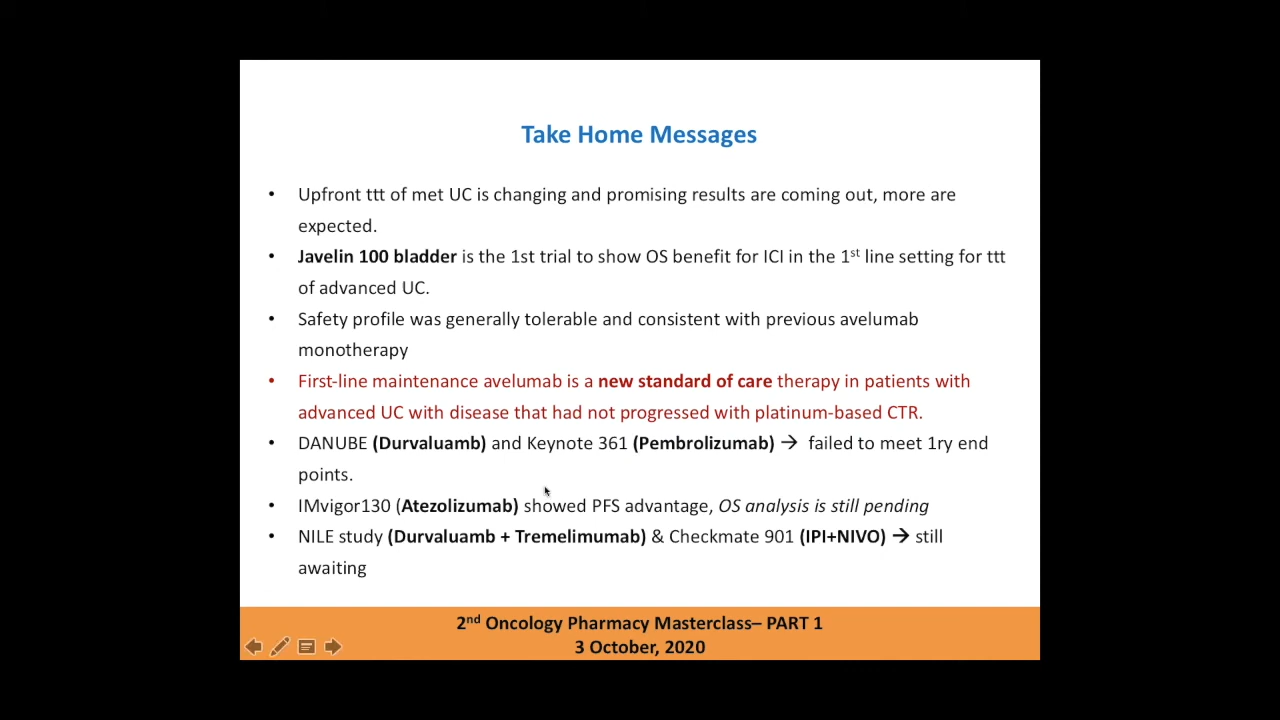 Take Home Messages
• Upfront ttt of met UC is changing and promising results are coming out, more are
expected.
• Javelin 100 bladder is the 1st trial to show OS benefit for ICI in the 1st line setting for ttt
of advanced UC.
• Safety profile was generally tolerable and consistent with previous avelumab
monotherapy
• First-line maintenance avelumab is a new standard of care therapy in patients with
advanced UC with disease that had not progressed with platinum-based CTR.
• DANUBE (Durvaluamb) and Keynote 361 (Pembrolizumab) → failed to meet 1ry end
points.
• IMvigor130 (Atezolizumab) showed PFS advantage, OS analysis is still pending
• NILE study (Durvaluamb + Tremelimumab) & Checkmate 901 (IPI+NIVO) → still
awaiting
2nd Oncology Pharmacy Masterclass– PART 1
3 October, 2020